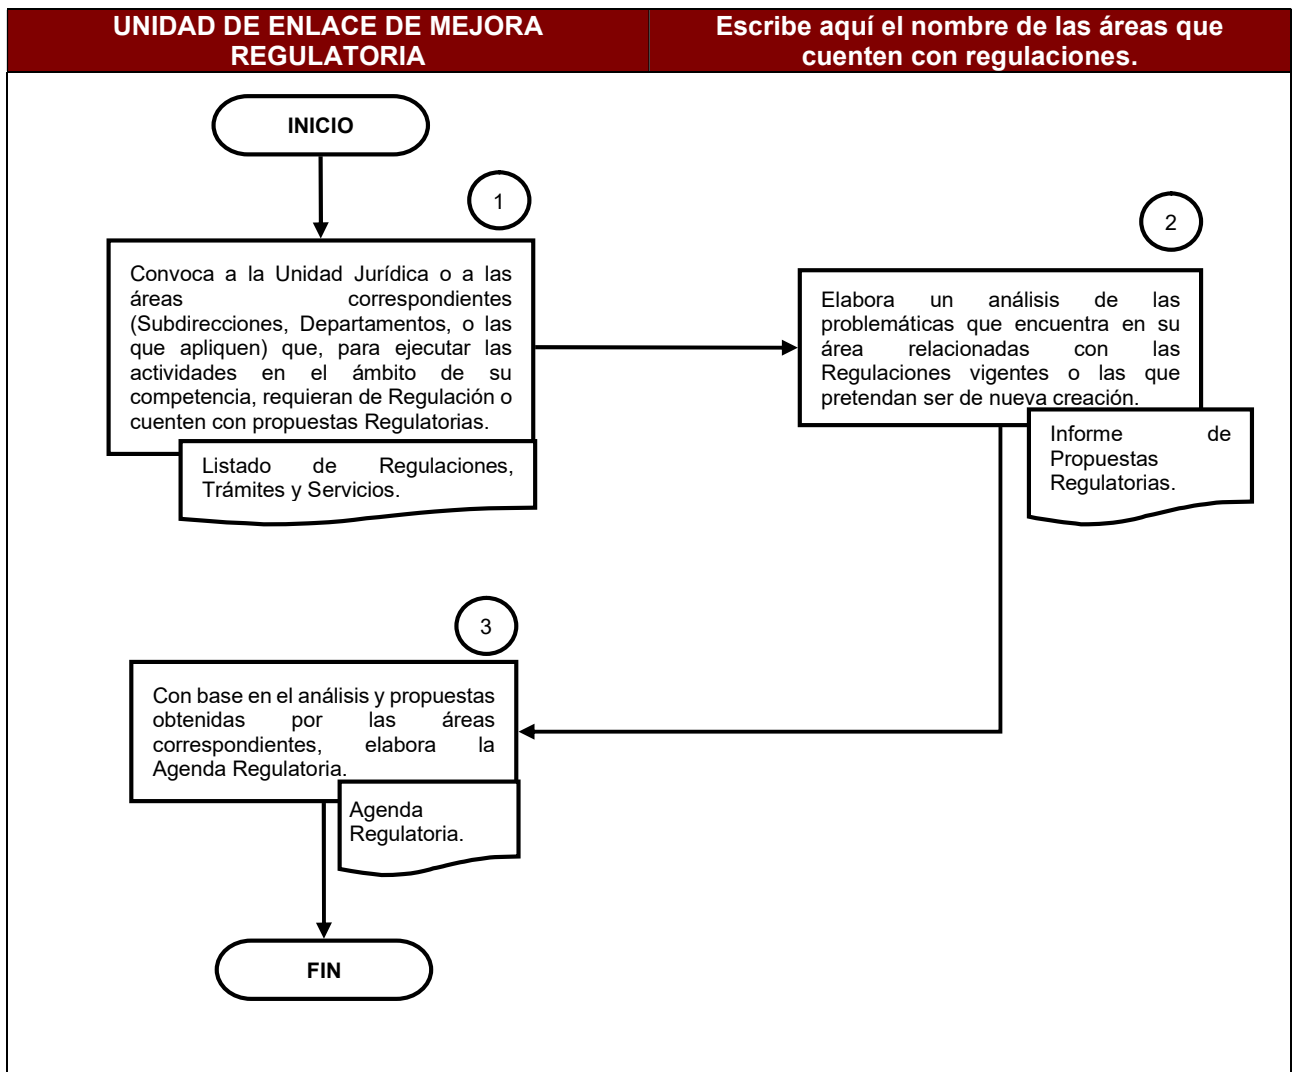 UNIDAD DE ENLACE DE MEJORA
REGULATORIA
Escribe aquí el nombre de las áreas que
cuenten con regulaciones.
INICIO
1
Convoca a la Unidad Jurídica o a las
áreas correspondientes
(Subdirecciones, Departamentos, o las
que apliquen) que, para ejecutar las
actividades en el ámbito de su
competencia, requieran de Regulación o
cuenten con propuestas Regulatorias.
Listado de Regulaciones,
Trámites y Servicios.
2
Elabora un análisis de las
problemáticas que encuentra en su
área relacionadas con las
Regulaciones vigentes o las que
pretendan ser de nueva creación.
Informe de
Propuestas
Regulatorias.
3
Con base en el análisis y propuestas
obtenidas por las áreas
correspondientes, elabora la
Agenda Regulatoria.
Agenda
Regulatoria.
FIN